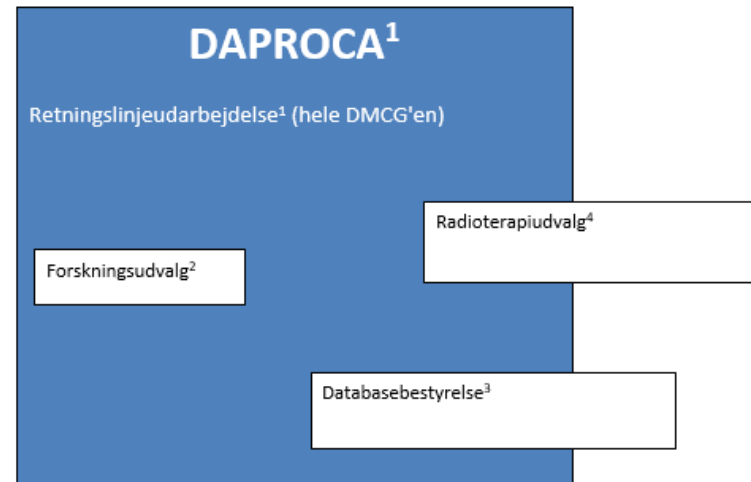 DAPROCA¹
Retningslinjeudarbejdelse¹ (hele DMCG'en)
Radioterapiudvalg⁴
Forskningsudvalg²
Databasebestyrelse³